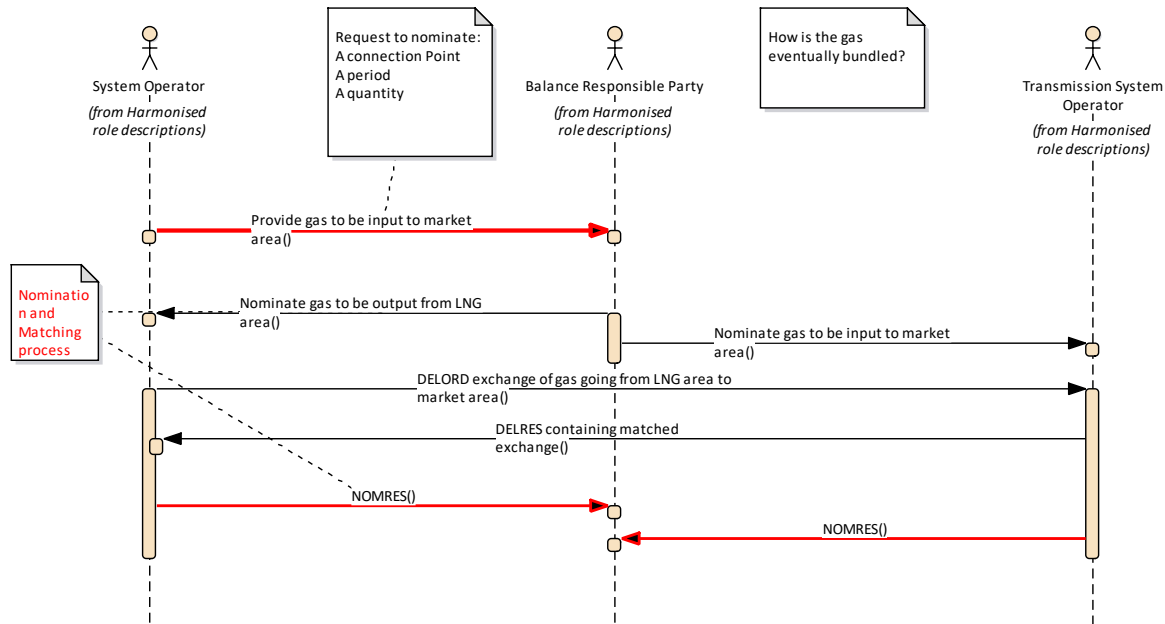 Request to nominate:
A connection Point
A period
A quantity
How is the gas
eventually bundled?
System Operator
(from Harmonised
role descriptions)
Balance Responsible Party
(from Harmonised
role descriptions)
Transmission System
Operator
(from Harmonised
role descriptions)
Provide gas to be input to market
area()
Nominatio
n and
Matching
process
Nominate gas to be output from LNG
area()
Nominate gas to be input to market
area()
DELORD exchange of gas going from LNG area to
market area()
DELRES containing matched
exchange()
NOMRES()
NOMRES()